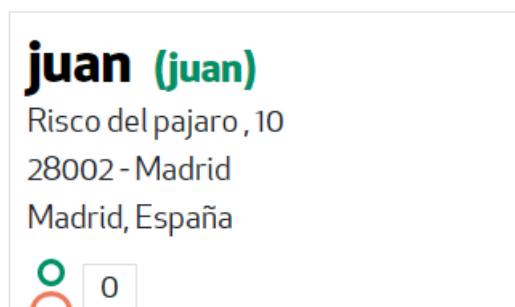 juan (juan)
Risco del pajaro , 10
28002 - Madrid
Madrid, España
0